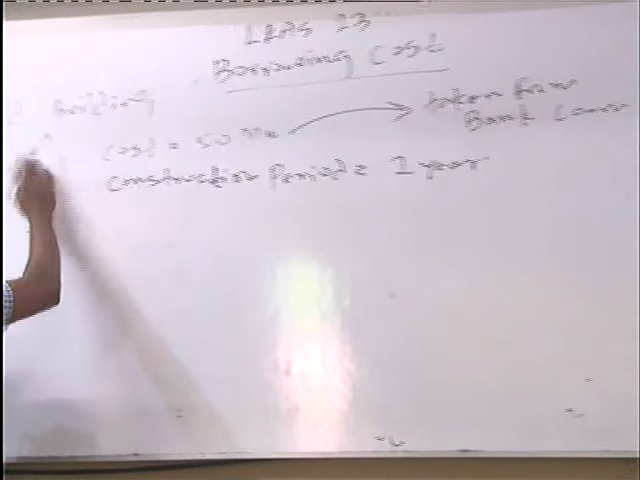 LKAS 23
Borrowing Cost
Building
Cost = 50 Mn
taken from
Bank Loan
Construction Period = 1 year